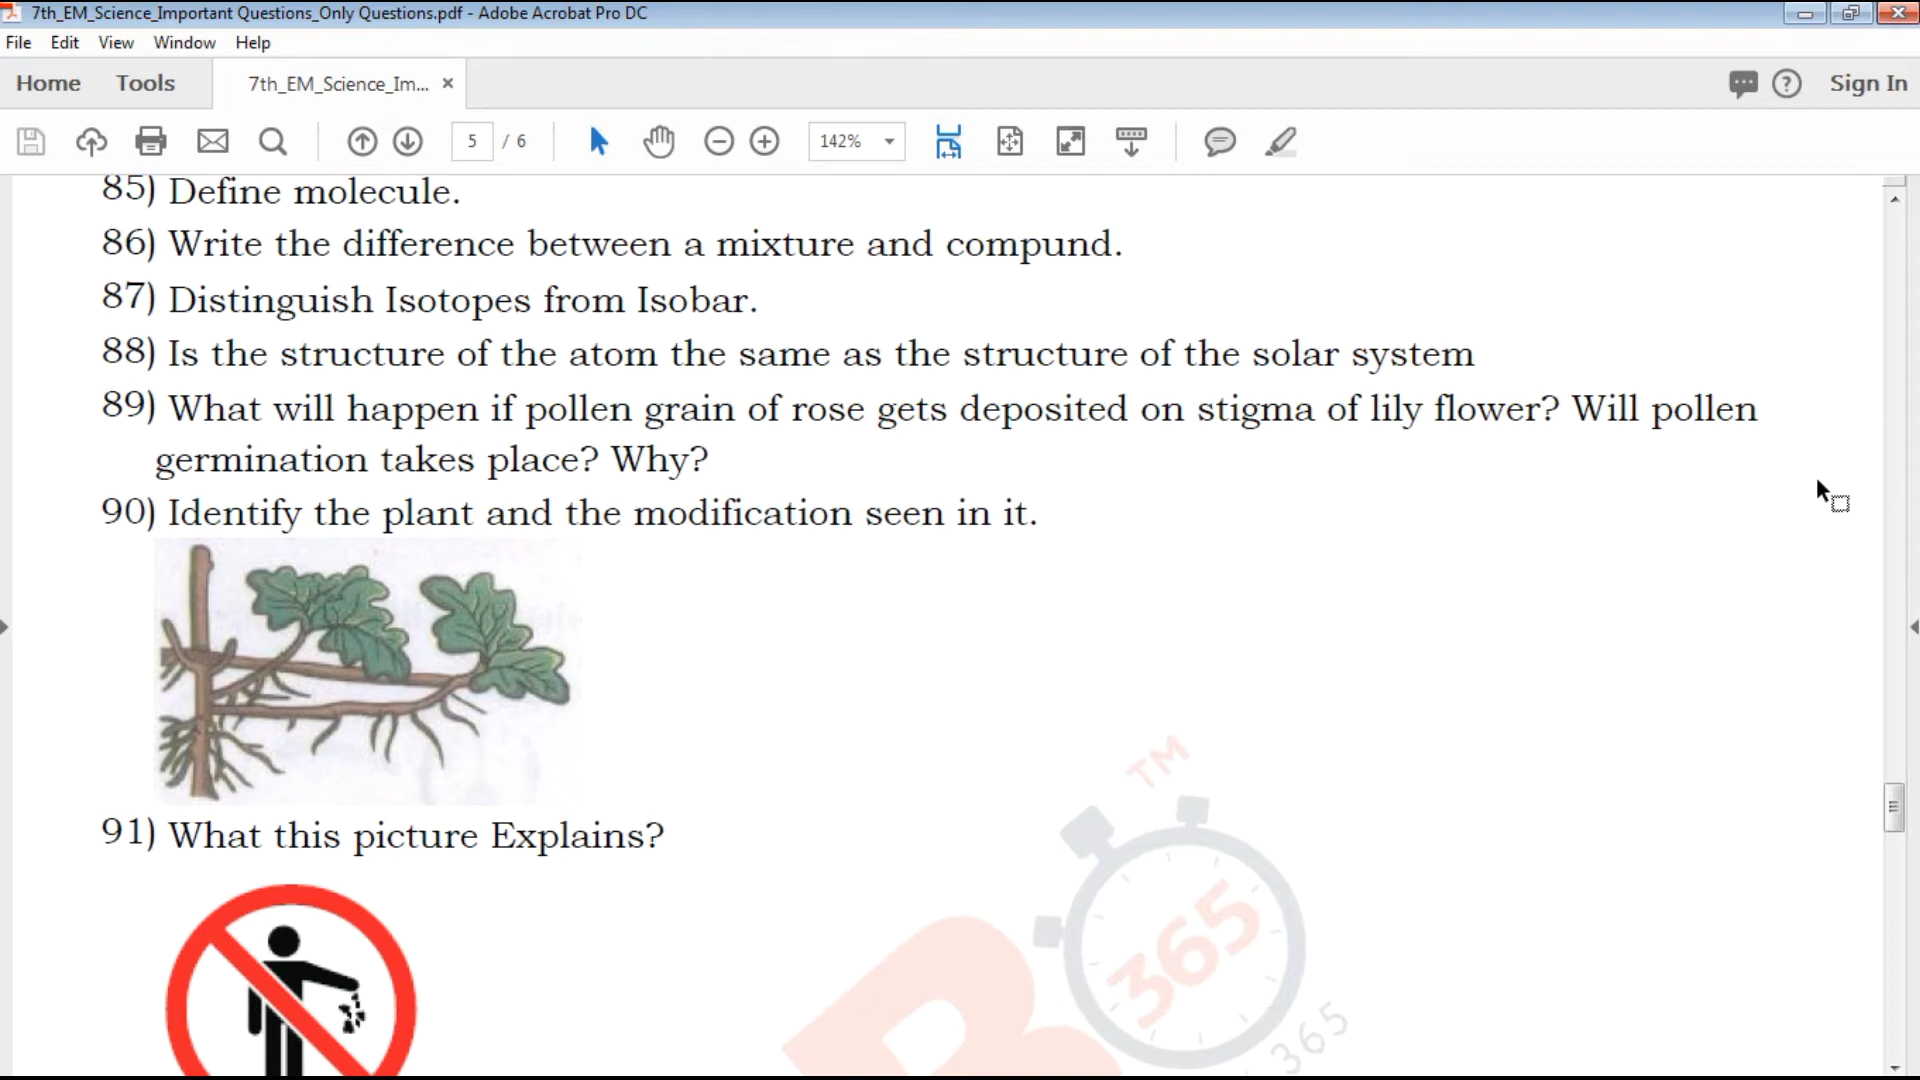 7th_EM_Science_Important Questions_Only Questions.pdf - Adobe Acrobat Pro DC
File Edit View Window Help
Home Tools 7th_EM_Science_Im... × Sign In
5 / 6 142%
85) Define molecule.
86) Write the difference between a mixture and compund.
87) Distinguish Isotopes from Isobar.
88) Is the structure of the atom the same as the structure of the solar system
89) What will happen if pollen grain of rose gets deposited on stigma of lily flower? Will pollen
germination takes place? Why?
90) Identify the plant and the modification seen in it.
91) What this picture Explains?
TM
365
B
365